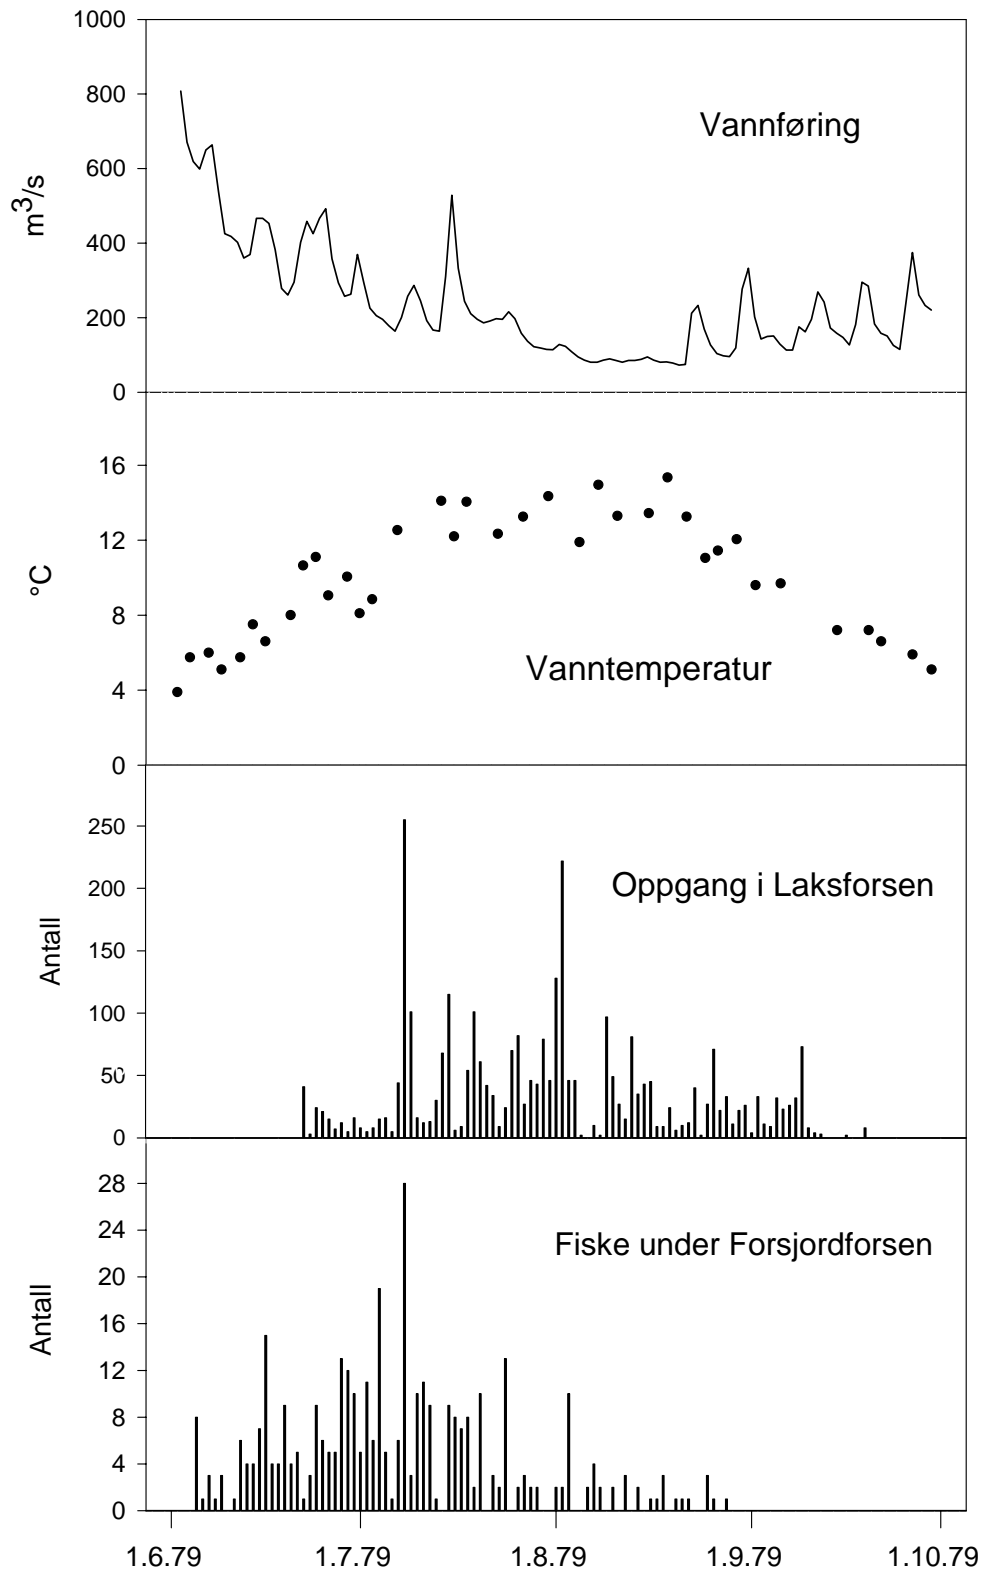 1000
800
Vannføring
600
m³/s
400
200
0
16
12
°C
8
Vanntemperatur
4
0
250
Oppgang i Laksforsen
200
Antall
150
100
50
0
28
24
Fiske under Forsjordforsen
20
Antall
16
12
8
4
0
1.6.79 1.7.79 1.8.79 1.9.79 1.10.79